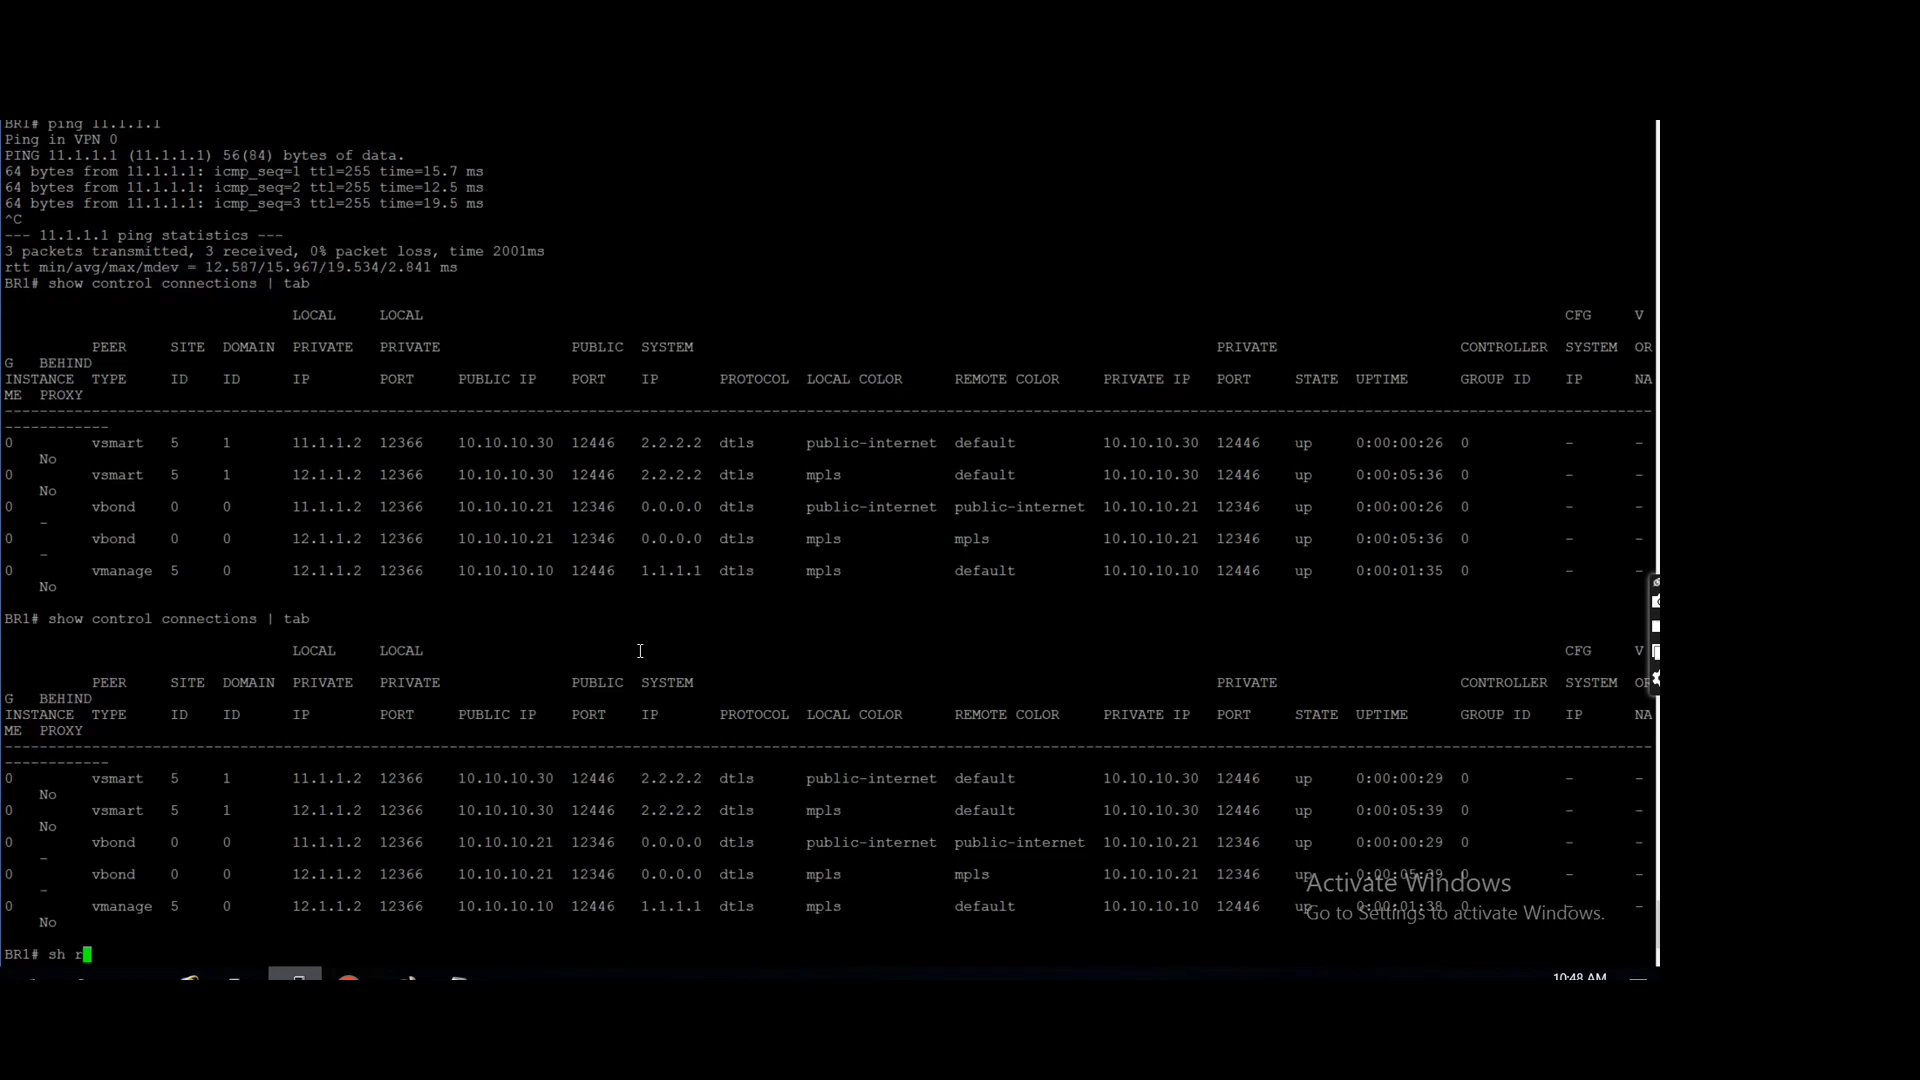 BR1# ping 11.1.1.1
Ping in VPN 0
PING 11.1.1.1 (11.1.1.1) 56(84) bytes of data.
64 bytes from 11.1.1.1: icmp_seq=1 ttl=255 time=15.7 ms
64 bytes from 11.1.1.1: icmp_seq=2 ttl=255 time=12.5 ms
64 bytes from 11.1.1.1: icmp_seq=3 ttl=255 time=19.5 ms
^C
--- 11.1.1.1 ping statistics ---
3 packets transmitted, 3 received, 0% packet loss, time 2001ms
rtt min/avg/max/mdev = 12.587/15.967/19.534/2.841 ms
BR1# show control connections | tab
LOCAL LOCAL CFG V
PEER SITE DOMAIN PRIVATE PRIVATE PUBLIC SYSTEM PRIVATE CONTROLLER SYSTEM OR
G BEHIND
INSTANCE TYPE ID ID IP PORT PUBLIC IP PORT IP PROTOCOL LOCAL COLOR REMOTE COLOR PRIVATE IP PORT STATE UPTIME GROUP ID IP NA
ME PROXY
------------------------------------------------------------------------------------------------------------------------------------------------------------------------------------------------
------------
0 vsmart 5 1 11.1.1.2 12366 10.10.10.30 12446 2.2.2.2 dtls public-internet default 10.10.10.30 12446 up 0:00:00:26 0 - -
No
0 vsmart 5 1 12.1.1.2 12366 10.10.10.30 12446 2.2.2.2 dtls mpls default 10.10.10.30 12446 up 0:00:05:36 0 - -
No
0 vbond 0 0 11.1.1.2 12366 10.10.10.21 12346 0.0.0.0 dtls public-internet public-internet 10.10.10.21 12346 up 0:00:00:26 0 - -
-
0 vbond 0 0 12.1.1.2 12366 10.10.10.21 12346 0.0.0.0 dtls mpls mpls 10.10.10.21 12346 up 0:00:05:36 0 - -
-
0 vmanage 5 0 12.1.1.2 12366 10.10.10.10 12446 1.1.1.1 dtls mpls default 10.10.10.10 12446 up 0:00:01:35 0 - -
No
BR1# show control connections | tab
LOCAL LOCAL CFG V
PEER SITE DOMAIN PRIVATE PRIVATE PUBLIC SYSTEM PRIVATE CONTROLLER SYSTEM OR
G BEHIND
INSTANCE TYPE ID ID IP PORT PUBLIC IP PORT IP PROTOCOL LOCAL COLOR REMOTE COLOR PRIVATE IP PORT STATE UPTIME GROUP ID IP NA
ME PROXY
------------------------------------------------------------------------------------------------------------------------------------------------------------------------------------------------
------------
0 vsmart 5 1 11.1.1.2 12366 10.10.10.30 12446 2.2.2.2 dtls public-internet default 10.10.10.30 12446 up 0:00:00:29 0 - -
No
0 vsmart 5 1 12.1.1.2 12366 10.10.10.30 12446 2.2.2.2 dtls mpls default 10.10.10.30 12446 up 0:00:05:39 0 - -
No
0 vbond 0 0 11.1.1.2 12366 10.10.10.21 12346 0.0.0.0 dtls public-internet public-internet 10.10.10.21 12346 up 0:00:00:29 0 - -
-
0 vbond 0 0 12.1.1.2 12366 10.10.10.21 12346 0.0.0.0 dtls mpls mpls 10.10.10.21 12346 up 0:00:05:39 0 - -
-
0 vmanage 5 0 12.1.1.2 12366 10.10.10.10 12446 1.1.1.1 dtls mpls default 10.10.10.10 12446 up 0:00:01:38 0 - -
No
Activate Windows
Go to Settings to activate Windows.
BR1# sh r
10:48 AM